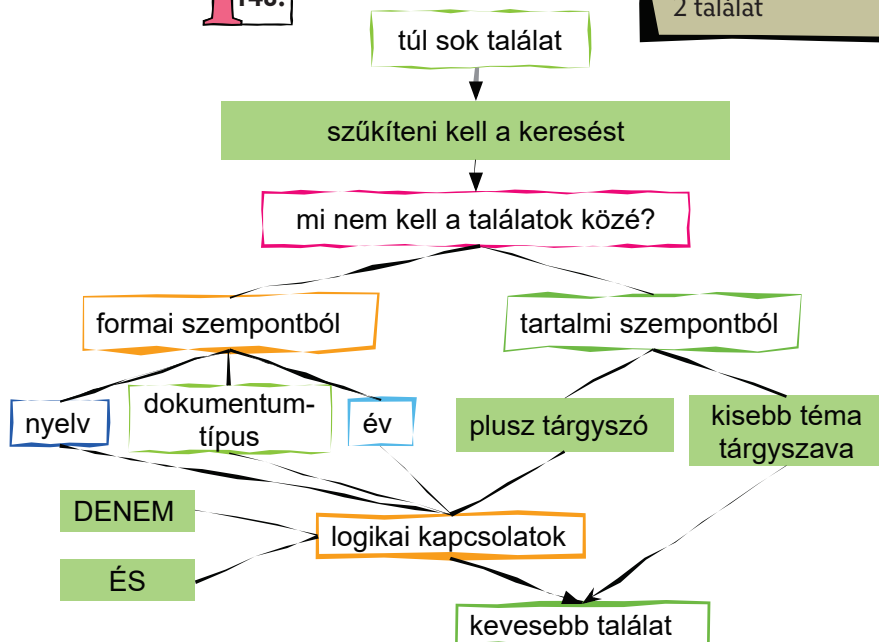 2 találat
túl sok találat
szűkíteni kell a keresést
mi nem kell a találatok közé?
formai szempontból
tartalmi szempontból
nyelv
dokumentum-
típus
év
plusz tárgyszó
kisebb téma
tárgyszava
DENEM
ÉS
logikai kapcsolatok
kevesebb találat